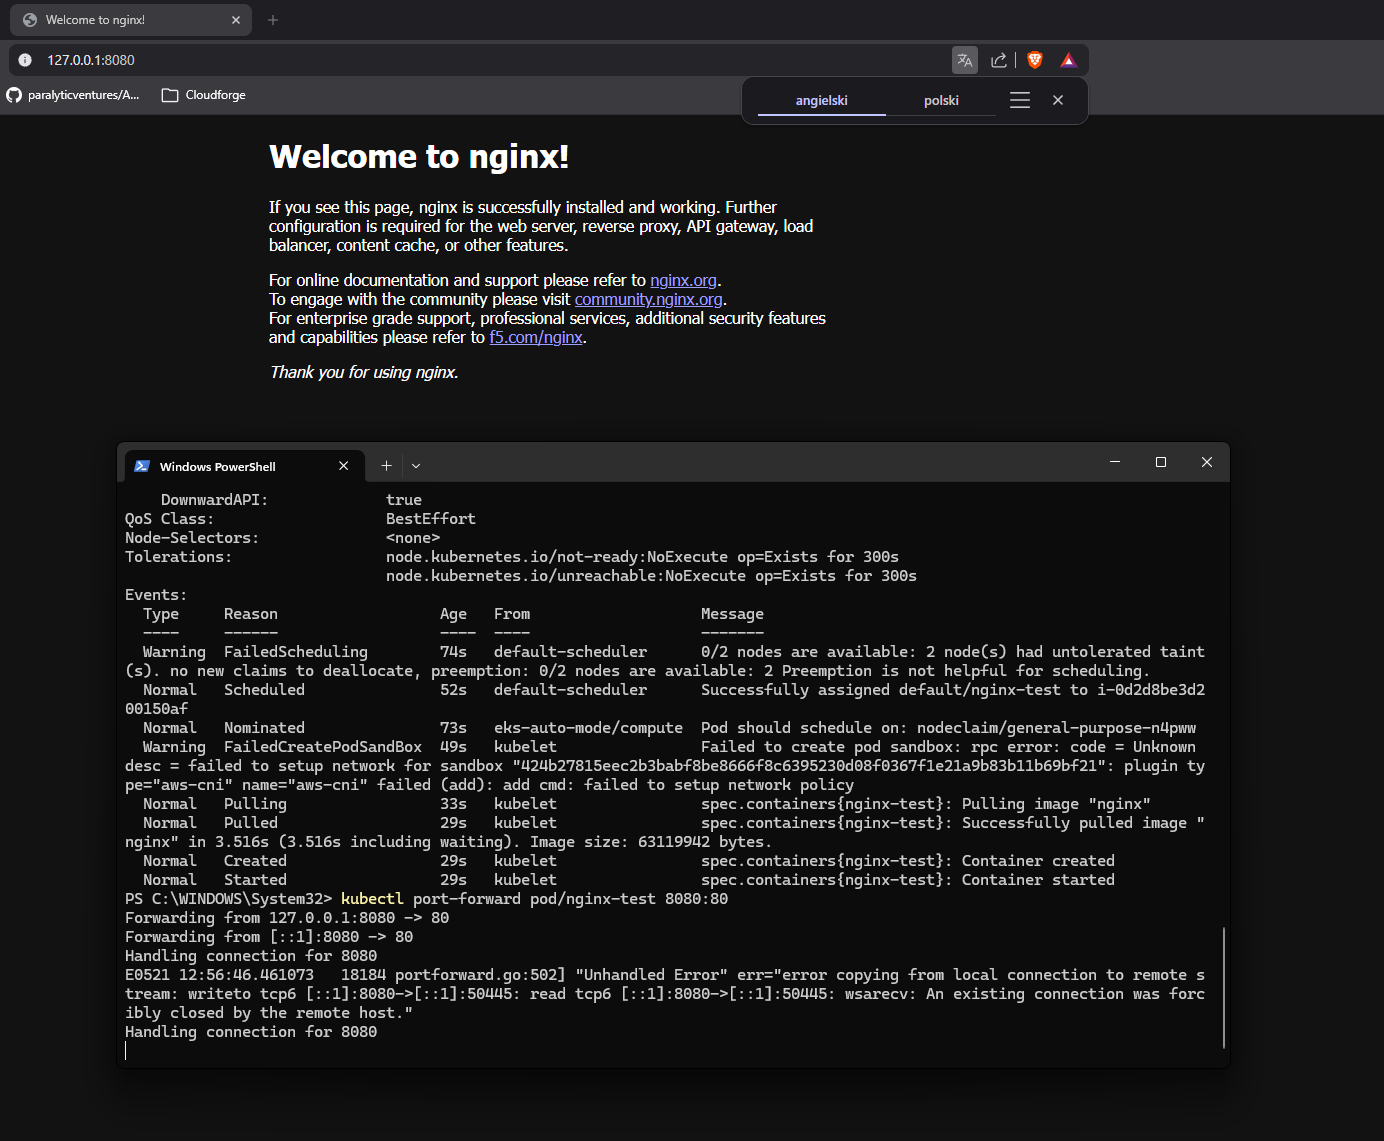 Welcome to nginx!
127.0.0.1:8080
paralyticventures/A...
Cloudforge
angielski
polski
Welcome to nginx!
If you see this page, nginx is successfully installed and working. Further
configuration is required for the web server, reverse proxy, API gateway, load
balancer, content cache, or other features.
For online documentation and support please refer to nginx.org.
To engage with the community please visit community.nginx.org.
For enterprise grade support, professional services, additional security features
and capabilities please refer to f5.com/nginx.
Thank you for using nginx.
Windows PowerShell
DownwardAPI: true
QoS Class: BestEffort
Node-Selectors: <none>
Tolerations: node.kubernetes.io/not-ready:NoExecute op=Exists for 300s
node.kubernetes.io/unreachable:NoExecute op=Exists for 300s
Events:
Type Reason Age From Message
---- ------ ---- ---- -------
Warning FailedScheduling 74s default-scheduler 0/2 nodes are available: 2 node(s) had untolerated taint
(s). no new claims to deallocate, preemption: 0/2 nodes are available: 2 Preemption is not helpful for scheduling.
Normal Scheduled 52s default-scheduler Successfully assigned default/nginx-test to i-0d2d8be3d2
00150af
Normal Nominated 73s eks-auto-mode/compute Pod should schedule on: nodeclaim/general-purpose-n4pww
Warning FailedCreatePodSandBox 49s kubelet Failed to create pod sandbox: rpc error: code = Unknown
desc = failed to setup network for sandbox "424b27815eec2b3babf8be8666f8c6395230d08f0367f1e21a9b83b11b69bf21": plugin ty
pe="aws-cni" name="aws-cni" failed (add): add cmd: failed to setup network policy
Normal Pulling 33s kubelet spec.containers{nginx-test}: Pulling image "nginx"
Normal Pulled 29s kubelet spec.containers{nginx-test}: Successfully pulled image "
nginx" in 3.516s (3.516s including waiting). Image size: 63119942 bytes.
Normal Created 29s kubelet spec.containers{nginx-test}: Container created
Normal Started 29s kubelet spec.containers{nginx-test}: Container started
PS C:\WINDOWS\System32> kubectl port-forward pod/nginx-test 8080:80
Forwarding from 127.0.0.1:8080 -> 80
Forwarding from [::1]:8080 -> 80
Handling connection for 8080
E0521 12:56:46.461073 18184 portforward.go:502] "Unhandled Error" err="error copying from local connection to remote s
tream: writeto tcp6 [::1]:8080->[::1]:50445: read tcp6 [::1]:8080->[::1]:50445: wsarecv: An existing connection was forc
ibly closed by the remote host."
Handling connection for 8080